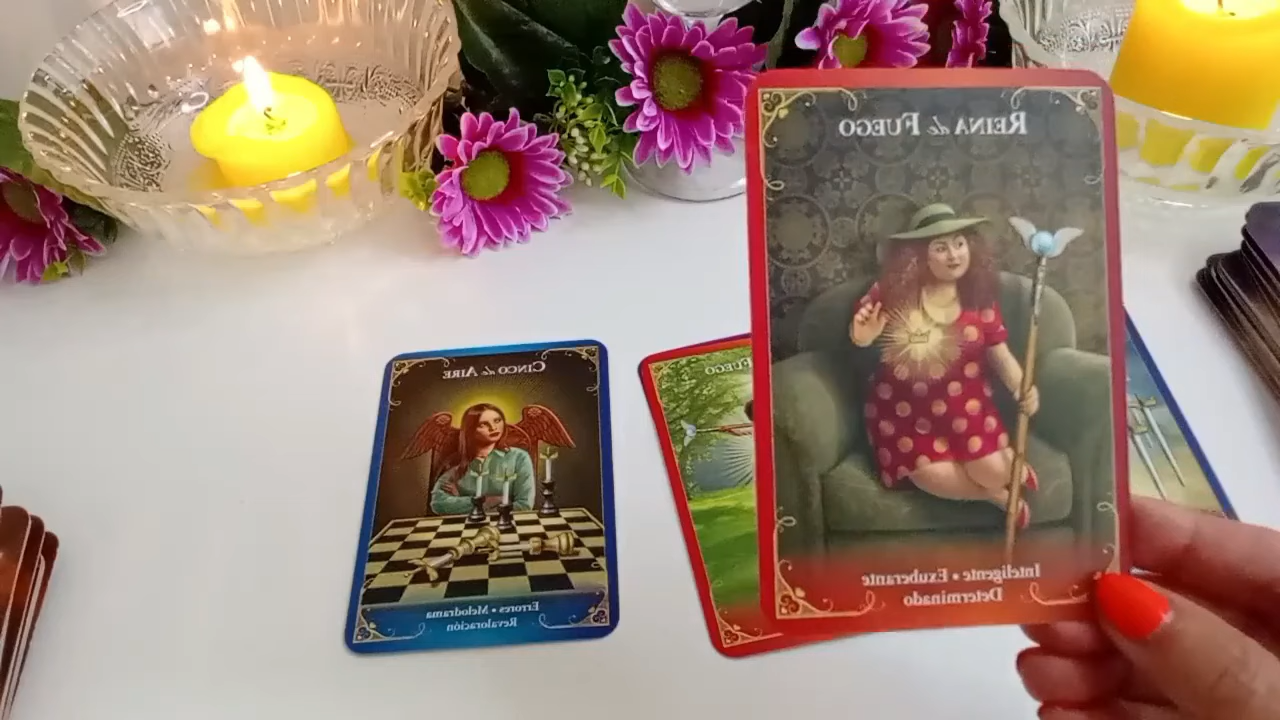 REINA de FUEGO
Inteligente • Exuberante
Determinado
CINCO de AIRE
Errores • Melodrama
Revaloración
FUEGO